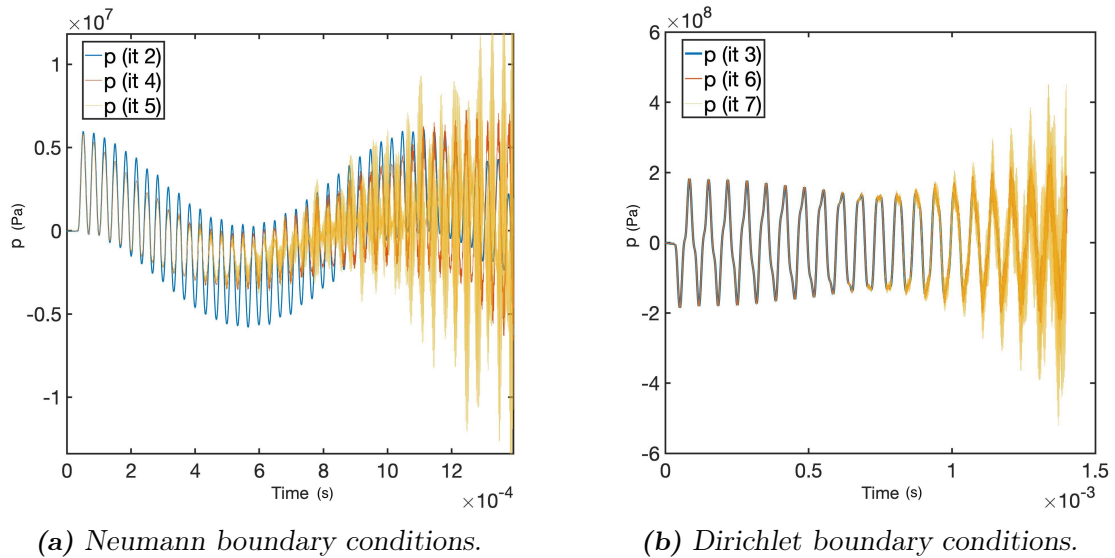 ×10^7
p (it 2)
p (it 4)
p (it 5)
1
0.5
0
-0.5
-1
p (Pa)
0 2 4 6 8 10 12
Time (s)
×10^-4
(a) Neumann boundary conditions.
×10^8
p (it 3)
p (it 6)
p (it 7)
6
4
2
0
-2
-4
-6
p (Pa)
0 0.5 1 1.5
Time (s)
×10^-3
(b) Dirichlet boundary conditions.